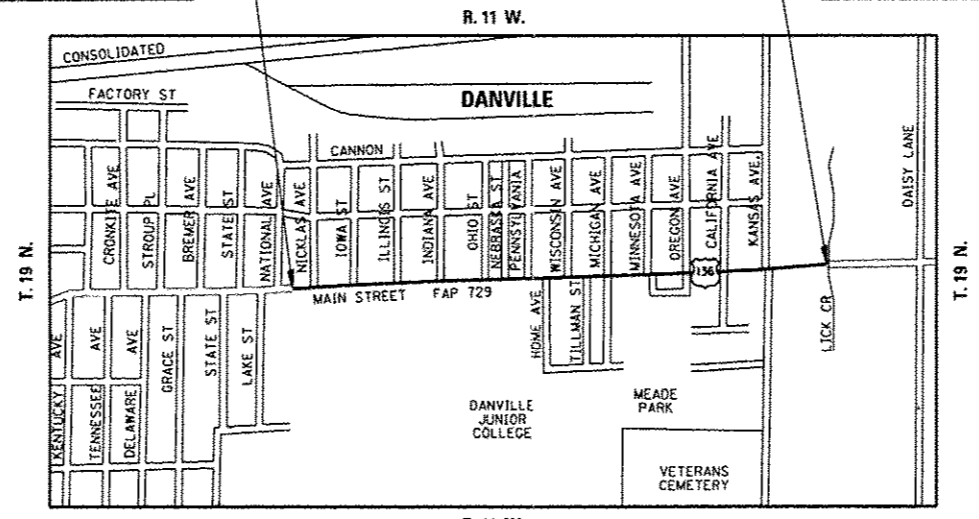 R. 11 W.
CONSOLIDATED
FACTORY ST
DANVILLE
CANNON
CRONKITE AVE
STROUP PL
BREMER AVE
STATE ST
NATIONAL AVE
NICKLAS AVE
IOWA ST
ILLINOIS ST
INDIANA AVE
OHIO ST
NEBRASKA ST
PENNSYLVANIA
WISCONSIN AVE
MICHIGAN AVE
MINNESOTA AVE
OREGON AVE
CALIFORNIA AVE
KANSAS AVE.
DAISY LANE
T. 19 N.
T. 19 N.
136
MAIN STREET FAP 729
KENTUCKY AVE
TENNESSEE AVE
DELAWARE AVE
GRACE ST
STATE ST
LAKE ST
HOME AVE
TILLMAN ST
LICK CR
DANVILLE
JUNIOR
COLLEGE
MEADE
PARK
VETERANS
CEMETERY